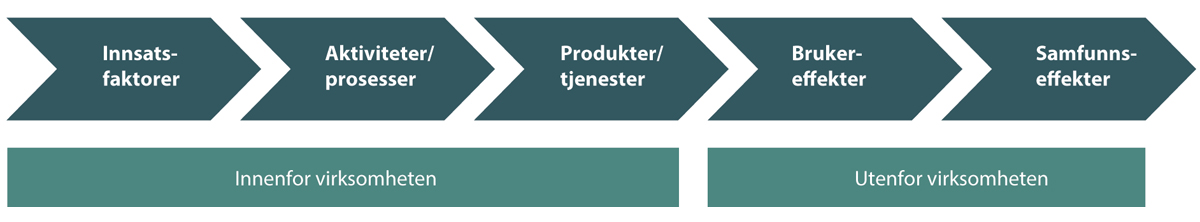 Innsats-
faktorer
Aktiviteter/
prosesser
Produkter/
tjenester
Bruker-
effekter
Samfunns-
effekter
Innenfor virksomheten
Utenfor virksomheten